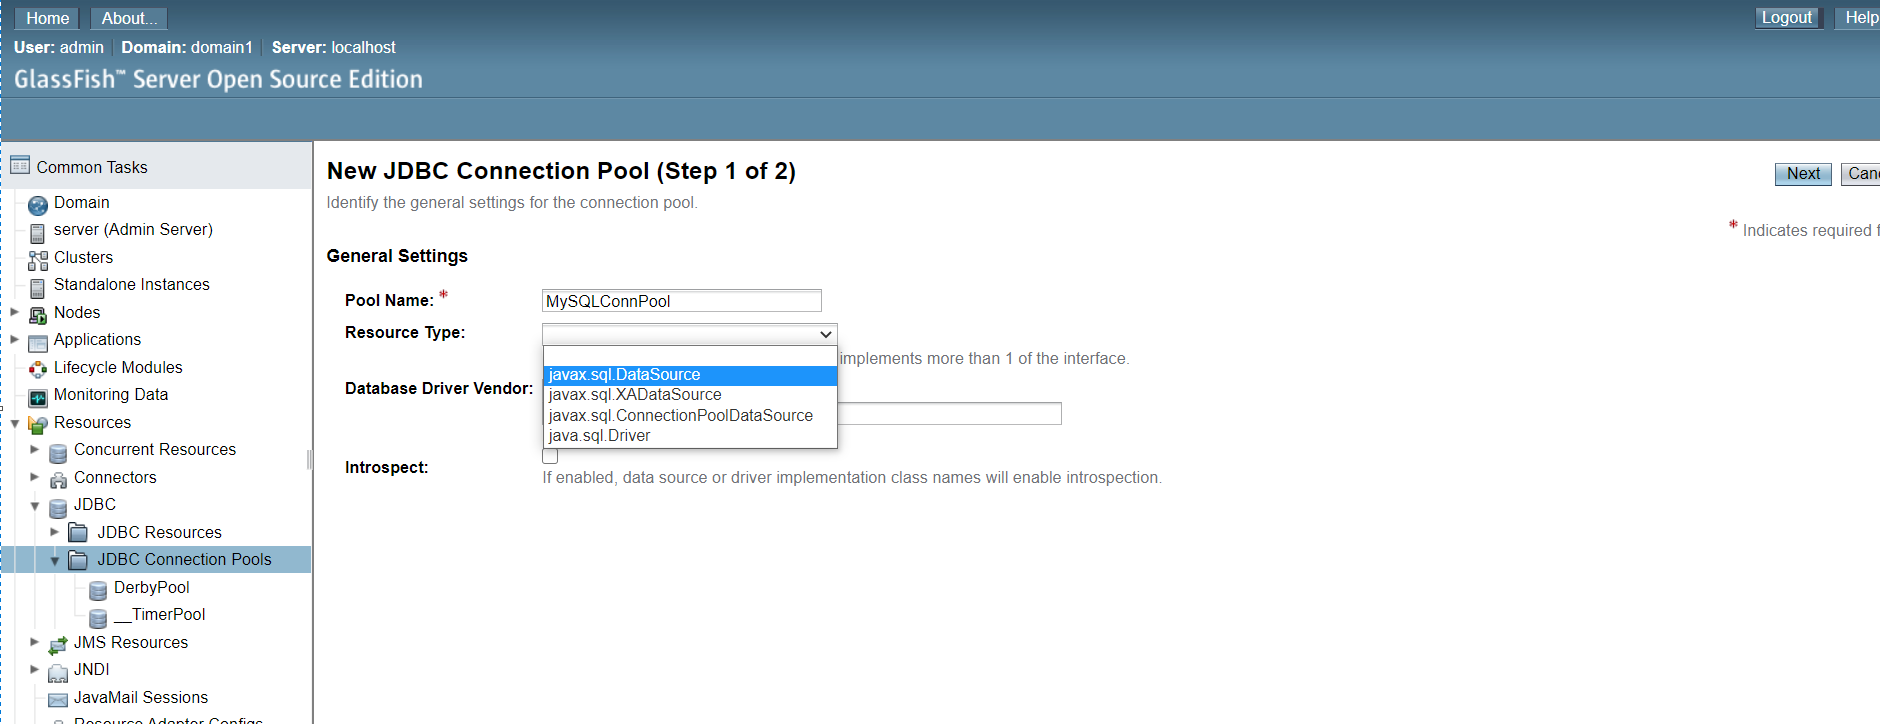 Home About... Logout Help
User: admin Domain: domain1 Server: localhost
GlassFish™ Server Open Source Edition
Common Tasks
Domain
server (Admin Server)
Clusters
Standalone Instances
Nodes
Applications
Lifecycle Modules
Monitoring Data
Resources
Concurrent Resources
Connectors
JDBC
JDBC Resources
JDBC Connection Pools
DerbyPool
__TimerPool
JMS Resources
JNDI
JavaMail Sessions
Resource Adapter Configs
New JDBC Connection Pool (Step 1 of 2)
Next Can
Identify the general settings for the connection pool.
* Indicates required f
General Settings
Pool Name: * MySQLConnPool
Resource Type:
implements more than 1 of the interface.
javax.sql.DataSource
Database Driver Vendor:
javax.sql.XADataSource
javax.sql.ConnectionPoolDataSource
java.sql.Driver
Introspect:
If enabled, data source or driver implementation class names will enable introspection.